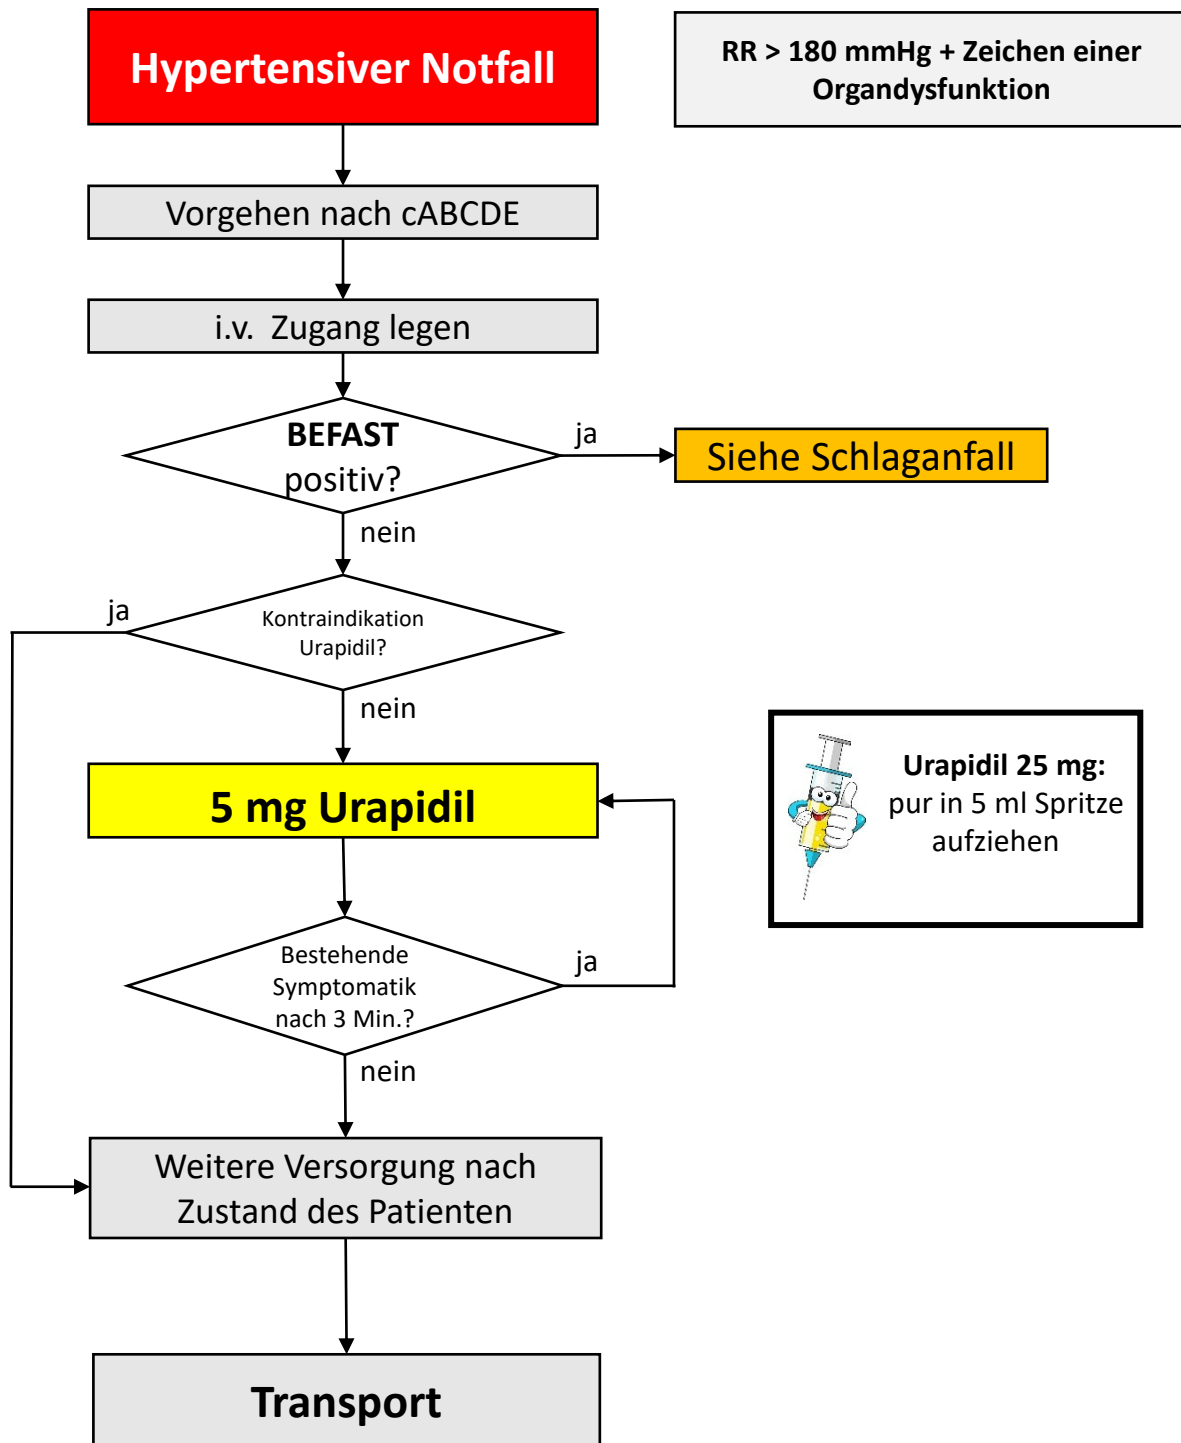 Hypertensiver Notfall
RR > 180 mmHg + Zeichen einer
Organdysfunktion
Vorgehen nach cABCDE
i.v. Zugang legen
BEFAST
positiv?
ja
Siehe Schlaganfall
nein
ja
Kontraindikation
Urapidil?
nein
5 mg Urapidil
Urapidil 25 mg:
pur in 5 ml Spritze
aufziehen
Bestehende
Symptomatik
nach 3 Min.?
ja
nein
Weitere Versorgung nach
Zustand des Patienten
Transport